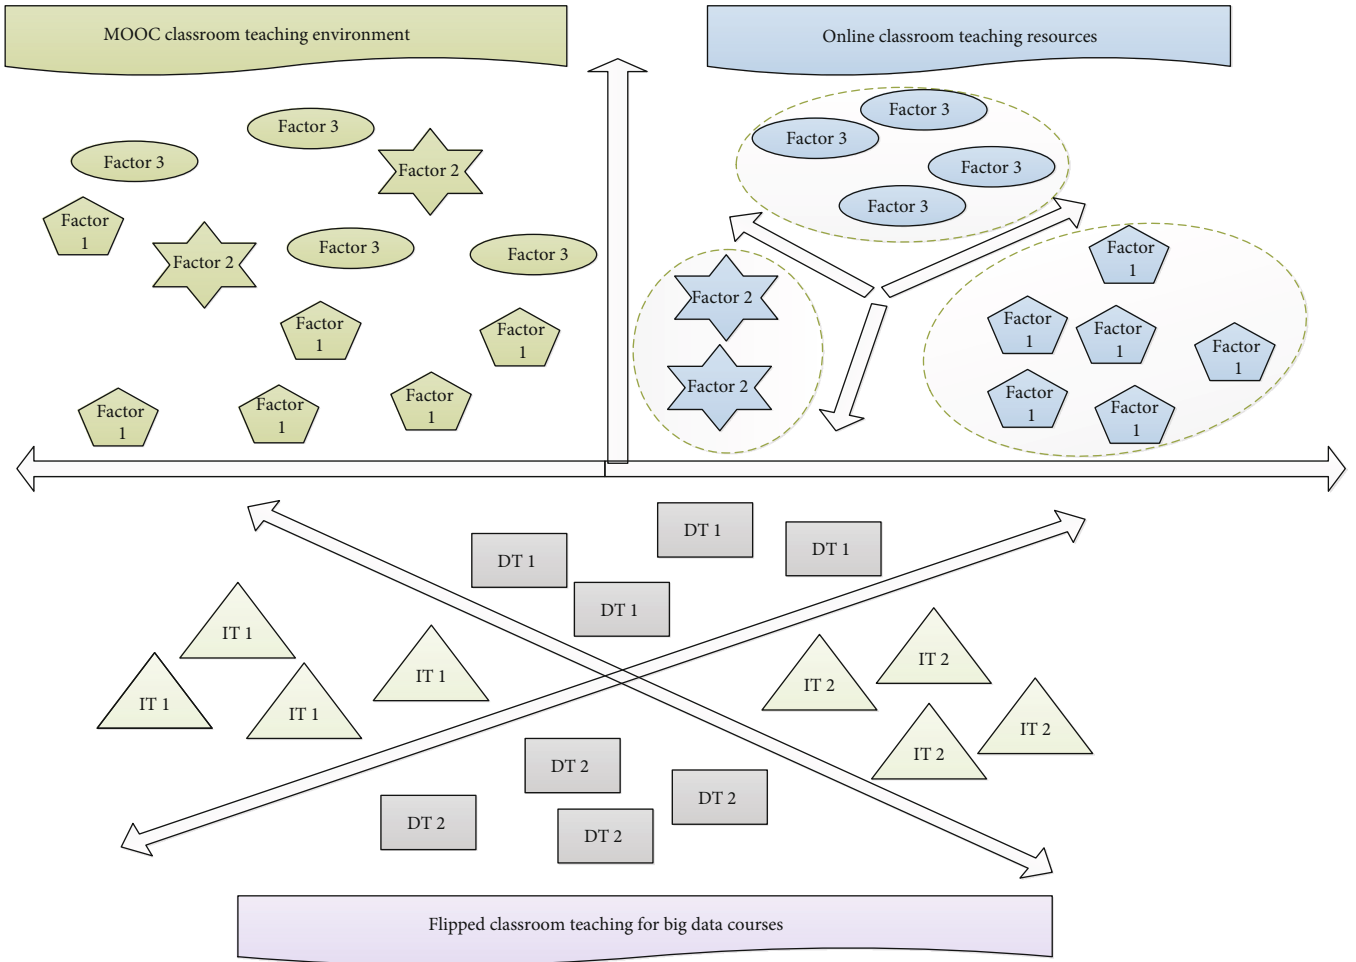 MOOC classroom teaching environment
Online classroom teaching resources
Factor 3
Factor 3
Factor 2
Factor
1
Factor 2
Factor 3
Factor 3
Factor
1
Factor
1
Factor
1
Factor
1
Factor
1
Factor 3
Factor 3
Factor 3
Factor 3
Factor 2
Factor 2
Factor
1
Factor
1
Factor
1
Factor
1
Factor
1
Factor
1
DT 1
DT 1
DT 1
DT 1
IT 1
IT 1
IT 1
IT 1
IT 2
IT 2
IT 2
IT 2
DT 2
DT 2
DT 2
DT 2
Flipped classroom teaching for big data courses